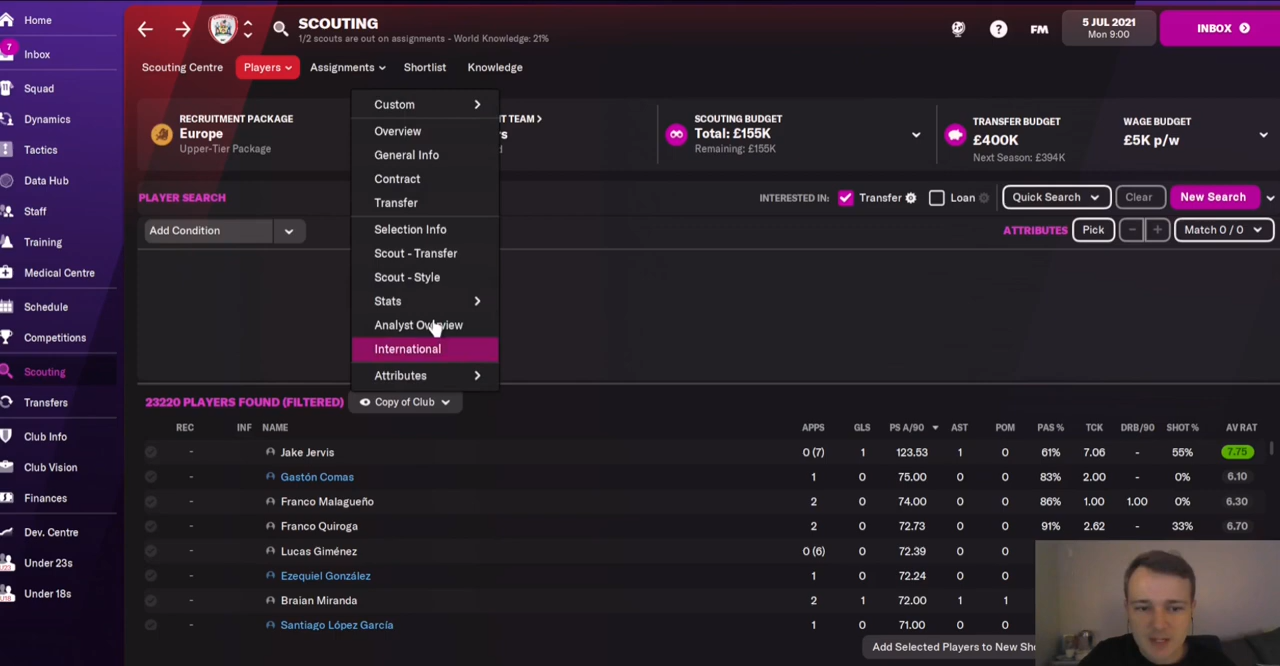 Home
7
Inbox
Squad
Dynamics
Tactics
Data Hub
Staff
Training
Medical Centre
Schedule
Competitions
Scouting
Transfers
Club Info
Club Vision
Finances
Dev. Centre
U23
Under 23s
U18
Under 18s
SCOUTING
1/2 scouts are out on assignments - World Knowledge: 21%
?
FM
5 JUL 2021
Mon 9:00
INBOX
Scouting Centre
Players
Assignments
Shortlist
Knowledge
RECRUITMENT PACKAGE
Europe
Upper-Tier Package
SCOUTING BUDGET
Total: £155K
Remaining: £155K
TRANSFER BUDGET
£400K
Next Season: £394K
WAGE BUDGET
£5K p/w
Custom
Overview
General Info
Contract
Transfer
Selection Info
Scout - Transfer
Scout - Style
Stats
Analyst Overview
International
Attributes
PLAYER SEARCH
INTERESTED IN:
Transfer
Loan
Quick Search
Clear
New Search
Add Condition
ATTRIBUTES
Pick
Match 0 / 0
23220 PLAYERS FOUND (FILTERED)
Copy of Club
REC INF NAME APPS GLS PS A/90 AST POM PAS % TCK DRB/90 SHOT % AV RAT
- Jake Jervis 0 (7) 1 123.53 1 0 61% 7.06 - 55% 7.75
- Gastón Comas 1 0 75.00 0 0 83% 2.00 - 0% 6.10
- Franco Malagueño 2 0 74.00 0 0 86% 1.00 1.00 0% 6.30
- Franco Quiroga 2 0 72.73 0 0 91% 2.62 - 33% 6.70
- Lucas Giménez 0 (6) 0 72.39 0 0
- Ezequiel González 1 0 72.24 0 0
- Braian Miranda 2 1 72.00 1 1
- Santiago López García 1 0 71.00 0 0
Add Selected Players to New Sho